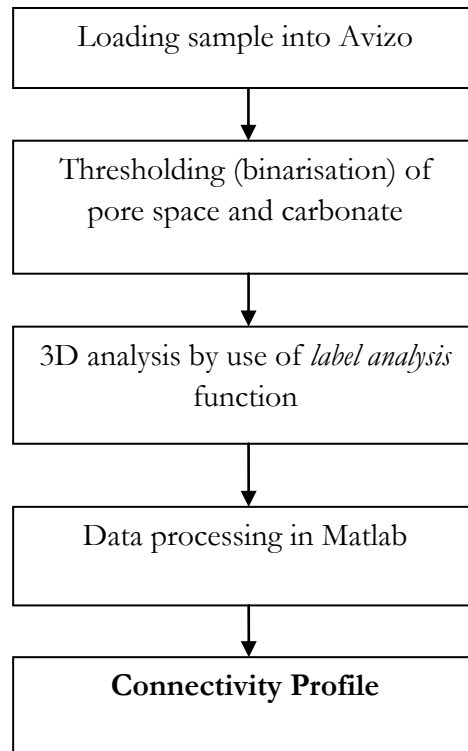 Loading sample into Avizo
Thresholding (binarisation) of
pore space and carbonate
3D analysis by use of label analysis
function
Data processing in Matlab
Connectivity Profile